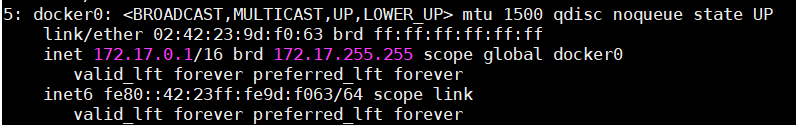 5: docker0: <BROADCAST,MULTICAST,UP,LOWER_UP> mtu 1500 qdisc noqueue state UP
link/ether 02:42:23:9d:f0:63 brd ff:ff:ff:ff:ff:ff
inet 172.17.0.1/16 brd 172.17.255.255 scope global docker0
valid_lft forever preferred_lft forever
inet6 fe80::42:23ff:fe9d:f063/64 scope link
valid_lft forever preferred_lft forever